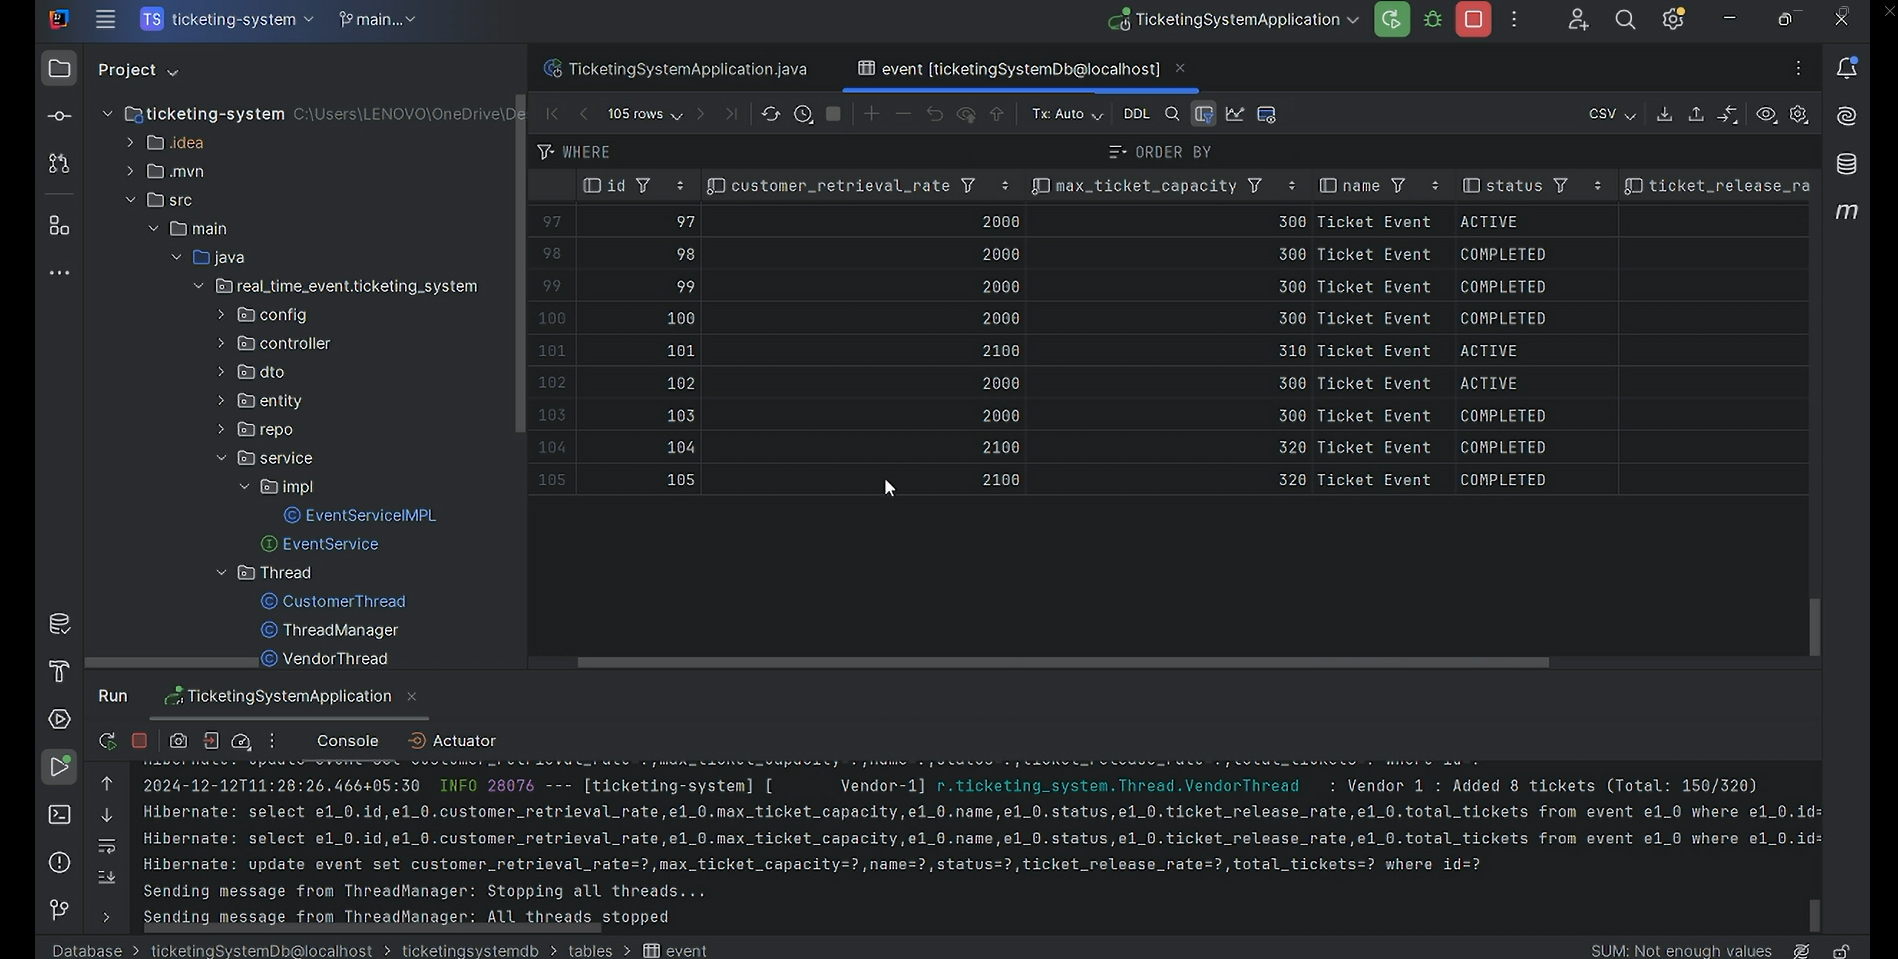 TS ticketing-system main... TicketingSystemApplication
Project
TicketingSystemApplication.java event [ticketingSystemDb@localhost]
ticketing-system C:\Users\LENOVO\OneDrive\De
105 rows Tx: Auto DDL CSV
.idea
WHERE ORDER BY
.mvn
id customer_retrieval_rate max_ticket_capacity name status ticket_release_ra
src
97 97 2000 300 Ticket Event ACTIVE
main
98 98 2000 300 Ticket Event COMPLETED
java
99 99 2000 300 Ticket Event COMPLETED
real_time_event.ticketing_system
100 100 2000 300 Ticket Event COMPLETED
config
101 101 2100 310 Ticket Event ACTIVE
controller
102 102 2000 300 Ticket Event ACTIVE
dto
103 103 2000 300 Ticket Event COMPLETED
entity
104 104 2100 320 Ticket Event COMPLETED
repo
105 105 2100 320 Ticket Event COMPLETED
service
impl
EventServiceIMPL
EventService
Thread
CustomerThread
ThreadManager
VendorThread
Run TicketingSystemApplication
Console Actuator
2024-12-12T11:28:26.466+05:30 INFO 28076 --- [ticketing-system] [ Vendor-1] r.ticketing_system.Thread.VendorThread : Vendor 1 : Added 8 tickets (Total: 150/320)
Hibernate: select e1_0.id,e1_0.customer_retrieval_rate,e1_0.max_ticket_capacity,e1_0.name,e1_0.status,e1_0.ticket_release_rate,e1_0.total_tickets from event e1_0 where e1_0.id=
Hibernate: select e1_0.id,e1_0.customer_retrieval_rate,e1_0.max_ticket_capacity,e1_0.name,e1_0.status,e1_0.ticket_release_rate,e1_0.total_tickets from event e1_0 where e1_0.id=
Hibernate: update event set customer_retrieval_rate=?,max_ticket_capacity=?,name=?,status=?,ticket_release_rate=?,total_tickets=? where id=?
Sending message from ThreadManager: Stopping all threads...
Sending message from ThreadManager: All threads stopped
Database > ticketingSystemDb@localhost > ticketingsystemdb > tables > event SUM: Not enough values